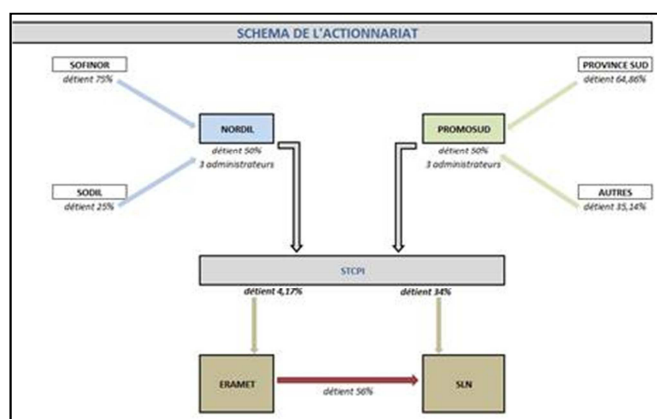 SCHEMA DE L'ACTIONNARIAT
SOFINOR
détient 75%
PROVINCE SUD
détient 64,86%
NORDIL
détient 50%
3 administrateurs
PROMOSUD
détient 50%
3 administrateurs
SODIL
détient 25%
AUTRES
détient 35,14%
STCPI
détient 4,17%
détient 34%
ERAMET
détient 56%
SLN